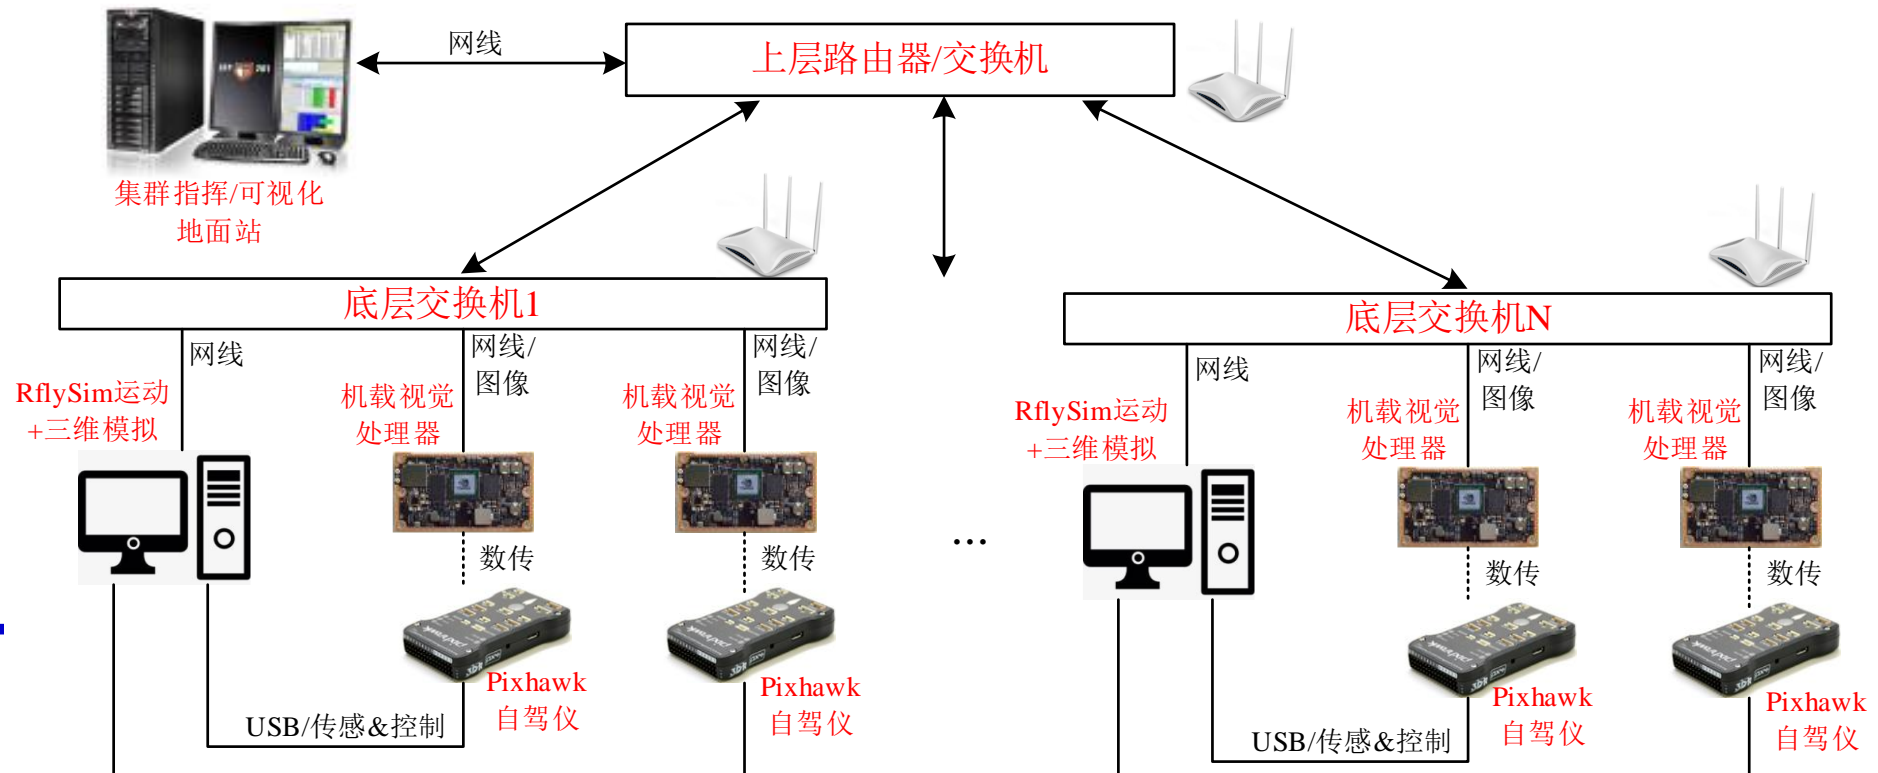 网线
上层路由器/交换机
集群指挥/可视化
地面站
底层交换机1
底层交换机N
网线
网线/
图像
网线/
图像
网线
网线/
图像
网线/
图像
RflySim运动
+三维模拟
机载视觉
处理器
机载视觉
处理器
RflySim运动
+三维模拟
机载视觉
处理器
机载视觉
处理器
...
数传
数传
数传
数传
Pixhawk
自驾仪
Pixhawk
自驾仪
Pixhawk
自驾仪
Pixhawk
自驾仪
USB/传感&控制
USB/传感&控制